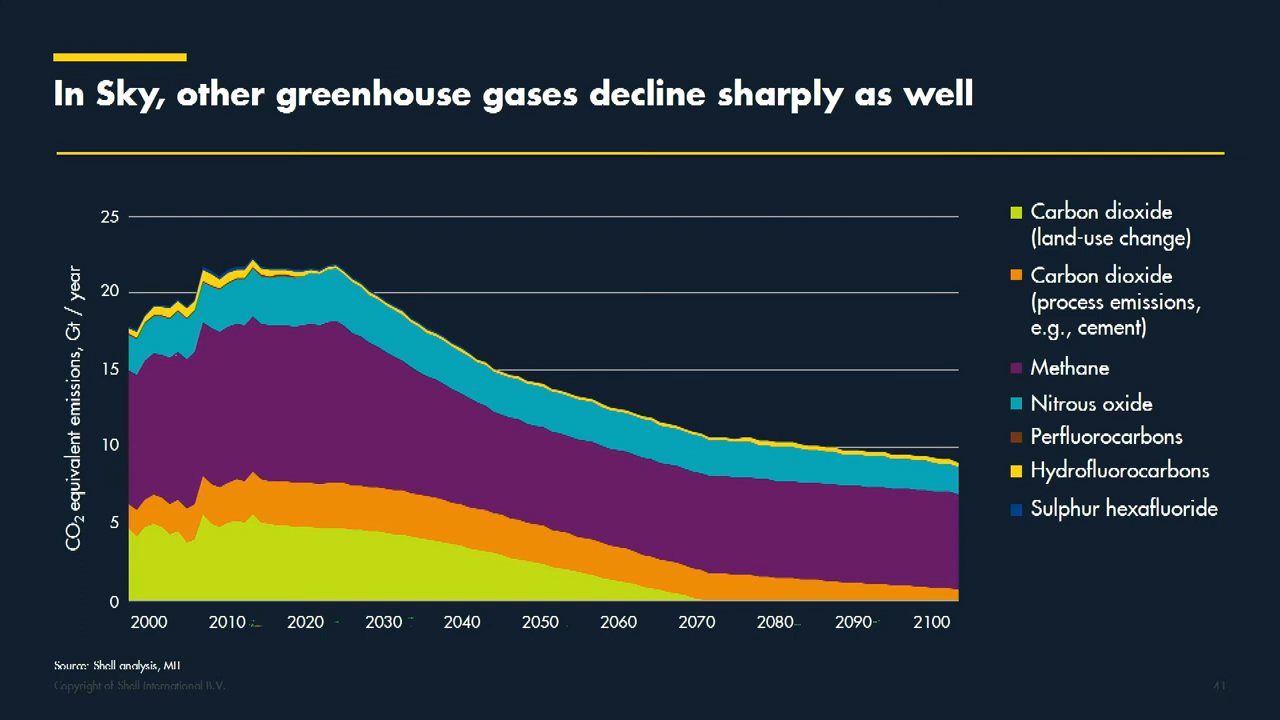 In Sky, other greenhouse gases decline sharply as well
CO2 equivalent emissions, Gt / year
25
20
15
10
5
0
2000 2010 2020 2030 2040 2050 2060 2070 2080 2090 2100
Carbon dioxide
(land-use change)
Carbon dioxide
(process emissions,
e.g., cement)
Methane
Nitrous oxide
Perfluorocarbons
Hydrofluorocarbons
Sulphur hexafluoride
Source: Shell analysis, MIT
Copyright of Shell International B.V.
41